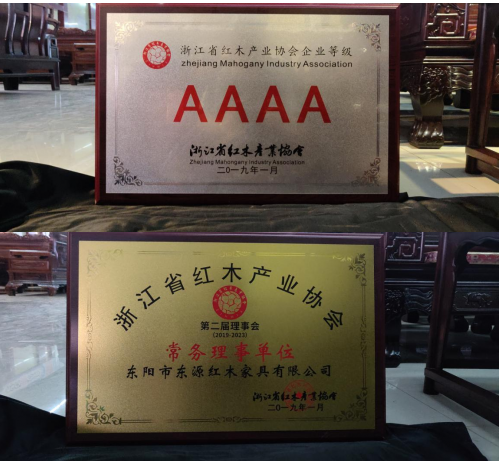 浙江省红木产业协会企业等级
zhejiang Mahogany Industry Association
AAAA
浙江省红木产业协会
Zhejiang Mahongany Industry Association
二〇一九年一月
浙江省红木产业协会
第二届理事会
(2019-2023)
常务理事单位
东阳市东源红木家具有限公司
浙江省红木产业协会
二〇一九年一月